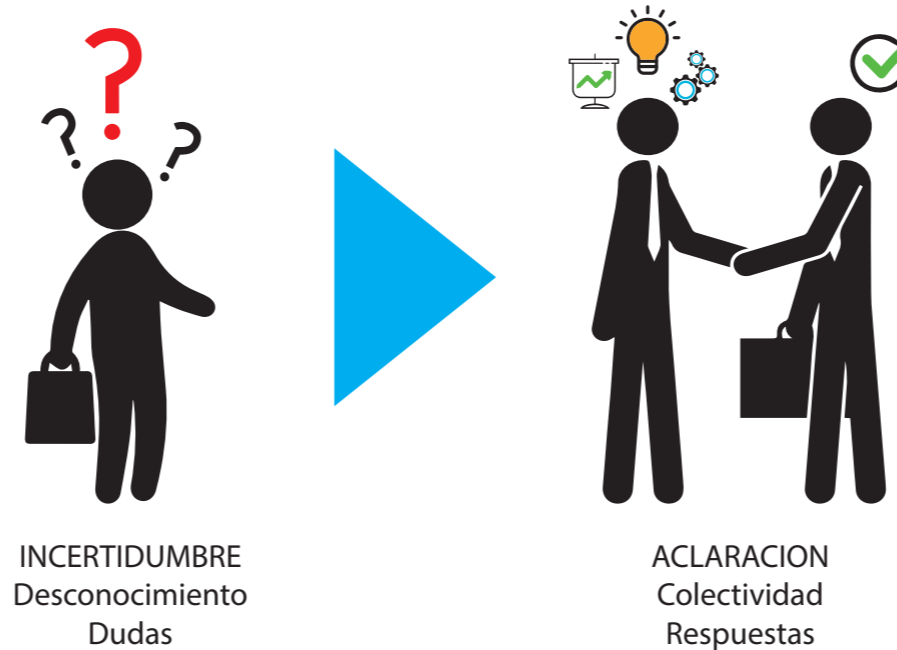 INCERTIDUMBRE
Desconocimiento
Dudas
ACLARACION
Colectividad
Respuestas